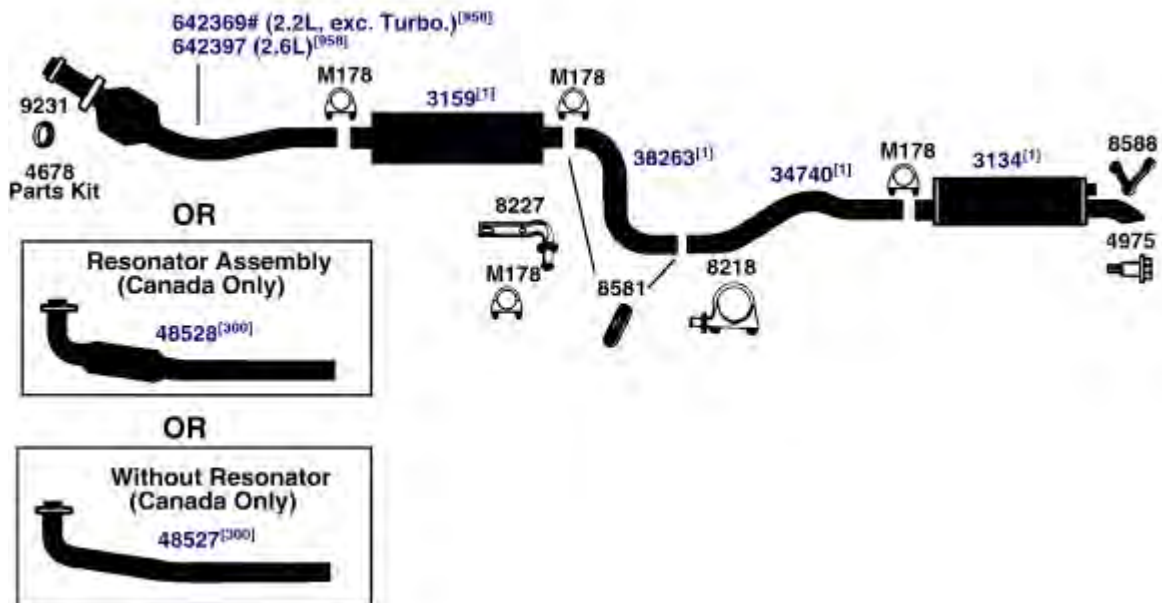 642369# (2.2L, exc. Turbo.)[958]
642397 (2.6L)[958]
M178
M178
9231
3159[1]
38263[1]
34740[1]
M178
3134[1]
8588
4678
Parts Kit
OR
8227
M178
8581
8218
4975
Resonator Assembly
(Canada Only)
48528[300]
OR
Without Resonator
(Canada Only)
48527[300]